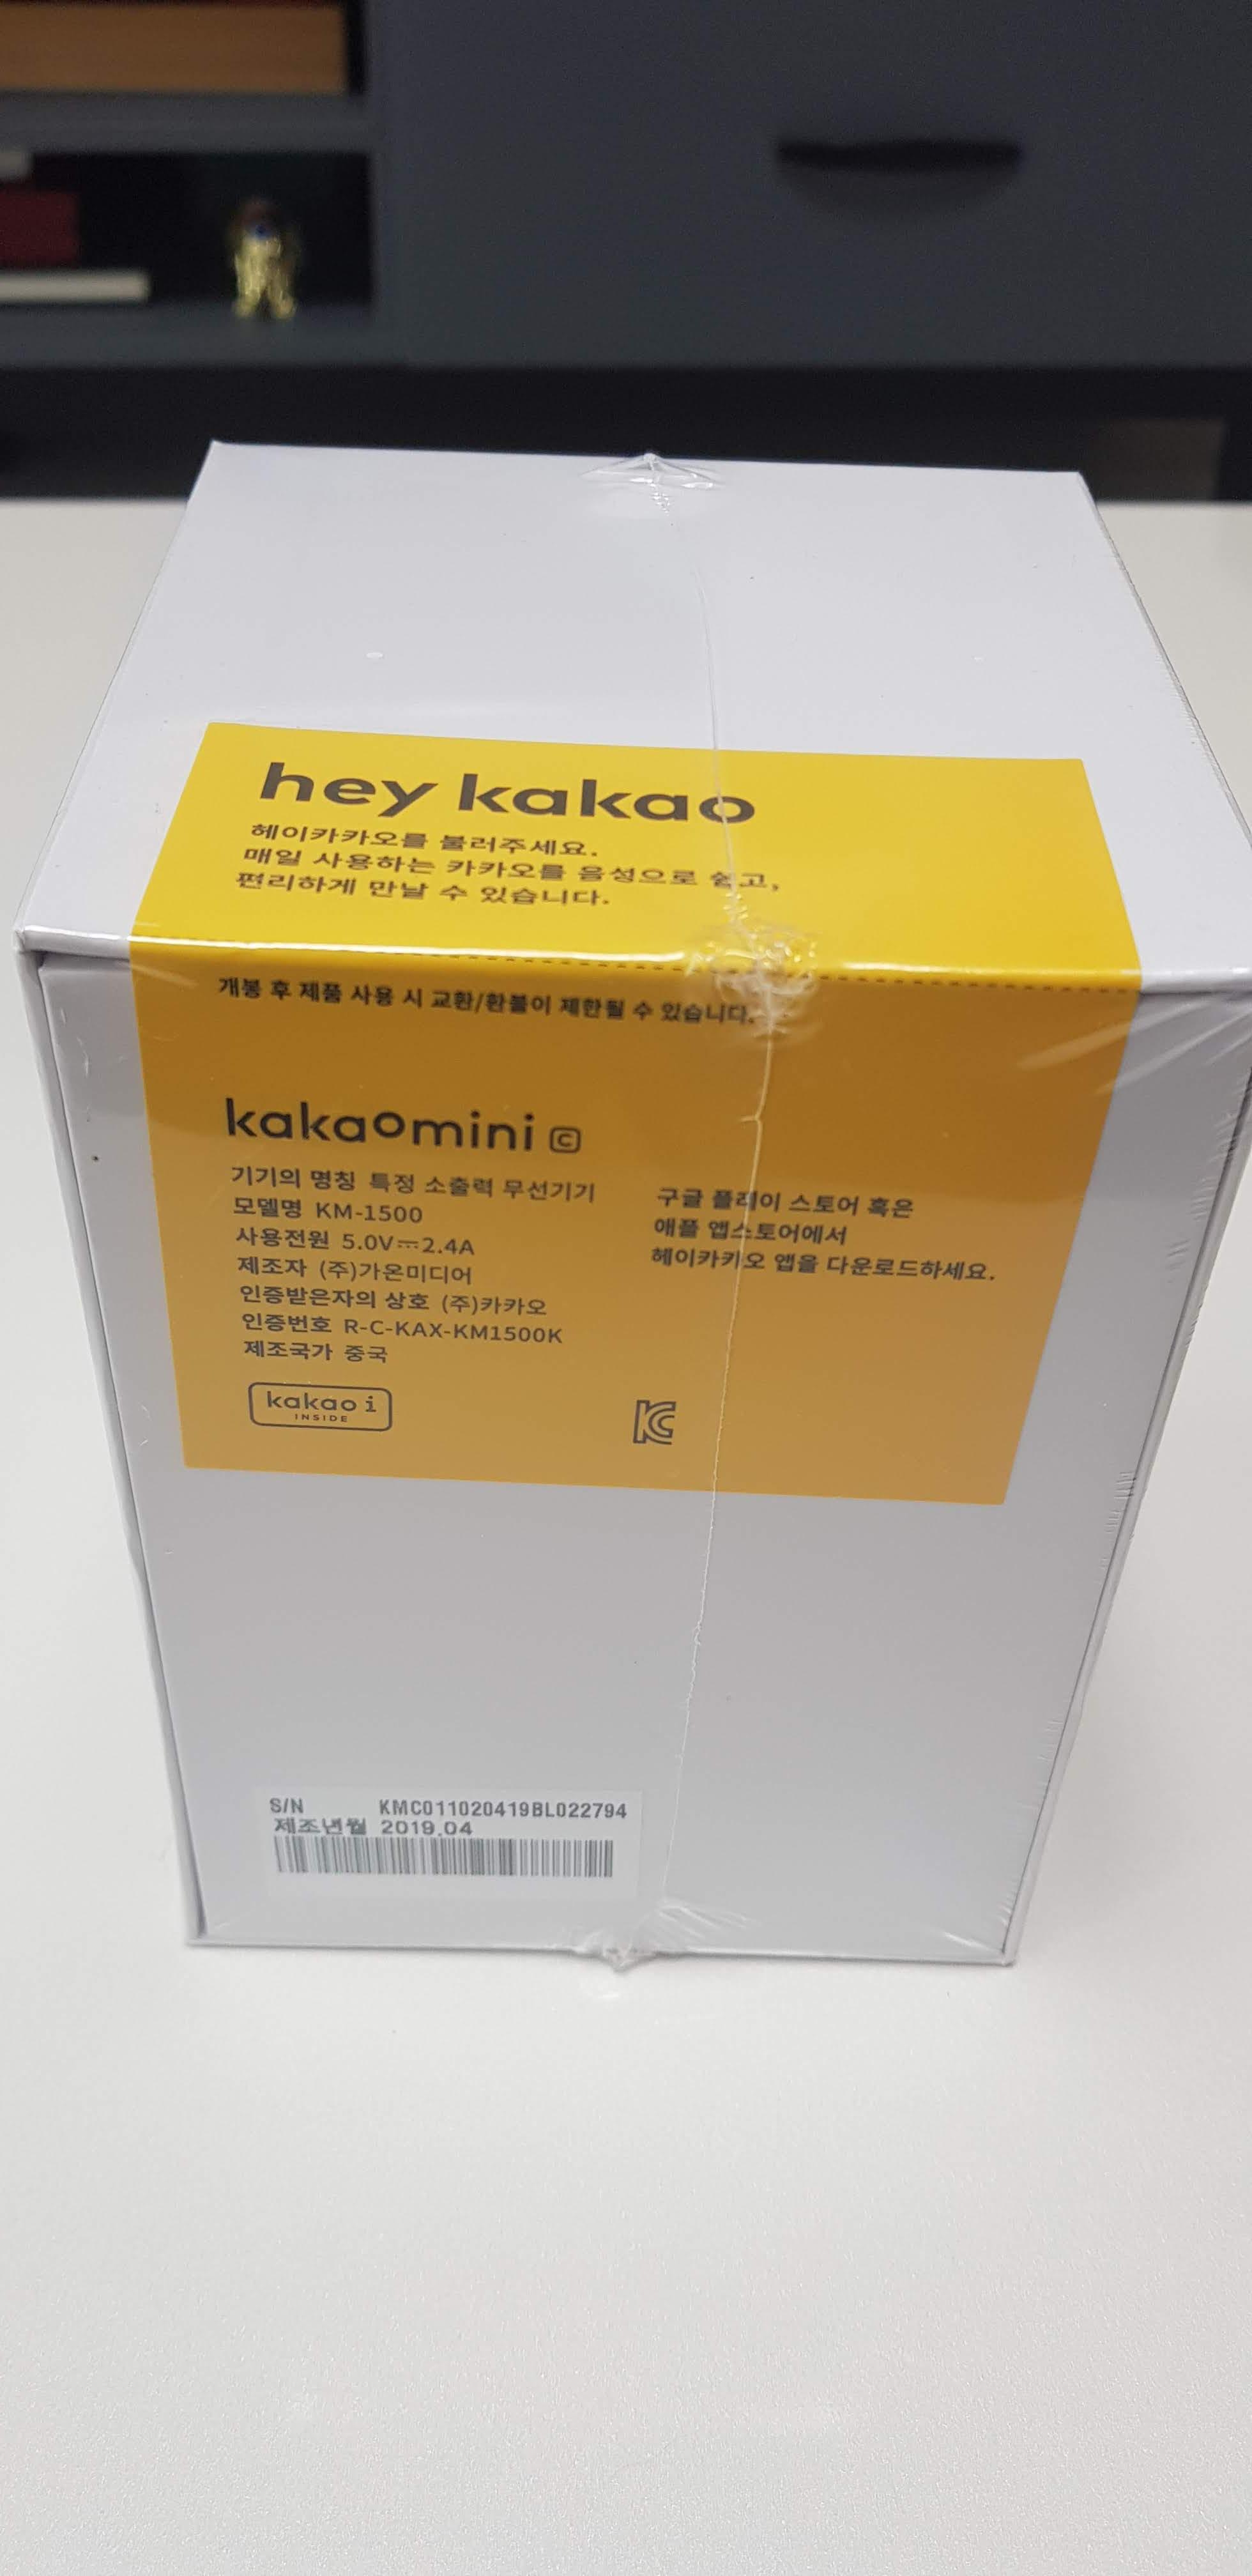 hey kakao
헤이카카오를 불러주세요.
매일 사용하는 카카오를 음성으로 쉽고,
편리하게 만날 수 있습니다.
개봉 후 제품 사용 시 교환/환불이 제한될 수 있습니다.
kakaomini C
기기의 명칭 특정 소출력 무선기기
모델명 KM-1500
사용전원 5.0V⎓2.4A
제조자 (주)가온미디어
인증받은자의 상호 (주)카카오
인증번호 R-C-KAX-KM1500K
제조국가 중국
구글 플레이 스토어 혹은
애플 앱스토어에서
헤이카카오 앱을 다운로드하세요.
kakao i
INSIDE
KC
S/N KMC011020419BL022794
제조년월 2019.04